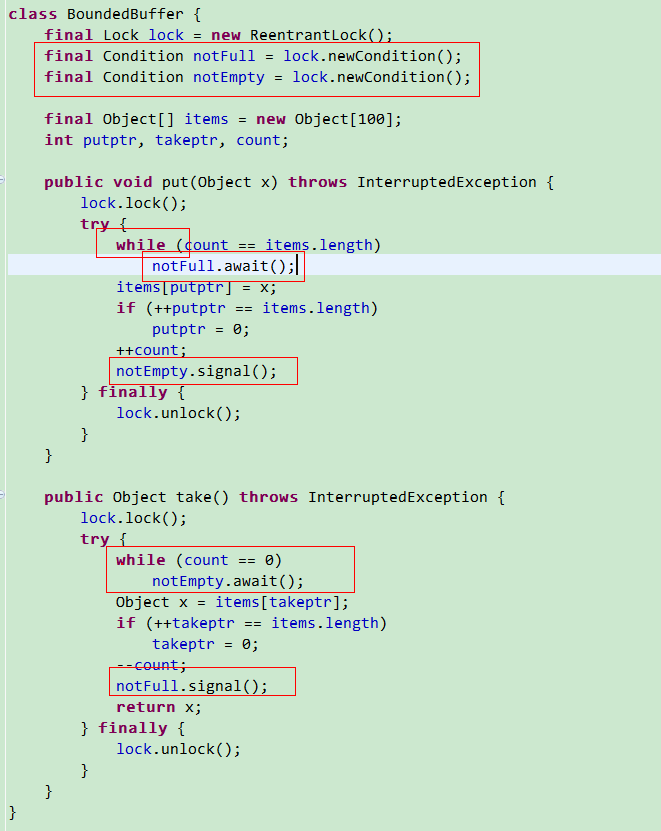 class BoundedBuffer {
    final Lock lock = new ReentrantLock();
    final Condition notFull = lock.newCondition();
    final Condition notEmpty = lock.newCondition();

    final Object[] items = new Object[100];
    int putptr, takeptr, count;

    public void put(Object x) throws InterruptedException {
        lock.lock();
        try {
            while (count == items.length)
                notFull.await();
            items[putptr] = x;
            if (++putptr == items.length)
                putptr = 0;
            ++count;
            notEmpty.signal();
        } finally {
            lock.unlock();
        }
    }

    public Object take() throws InterruptedException {
        lock.lock();
        try {
            while (count == 0)
                notEmpty.await();
            Object x = items[takeptr];
            if (++takeptr == items.length)
                takeptr = 0;
            --count;
            notFull.signal();
            return x;
        } finally {
            lock.unlock();
        }
    }
}